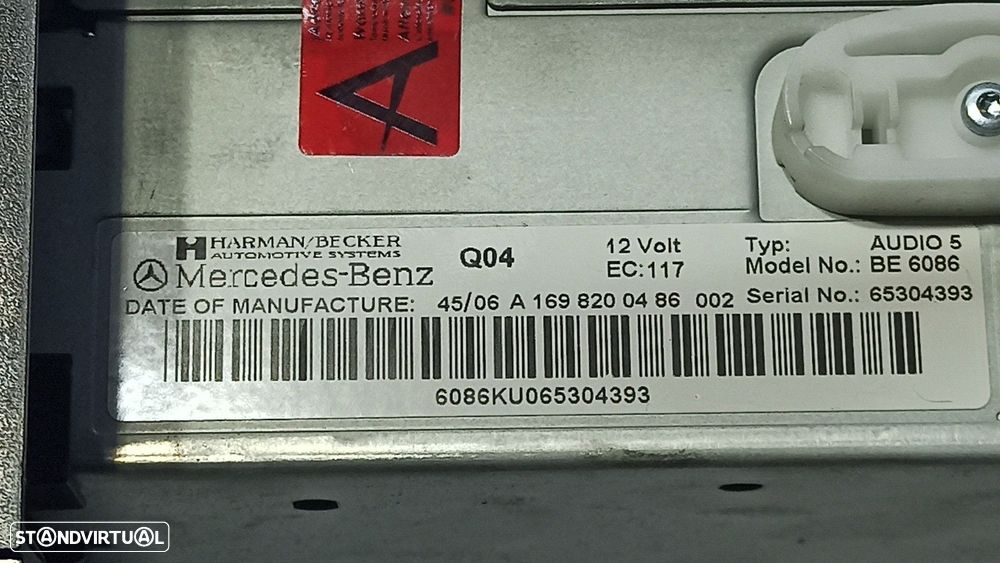 A
HARMAN/BECKER
AUTOMOTIVE SYSTEMS
Mercedes-Benz
Q04
12 Volt
EC:117
Typ: AUDIO 5
Model No.: BE 6086
DATE OF MANUFACTURE: 45/06 A 169 820 04 86 002 Serial No.: 65304393
6086KU065304393
STANDVIRTUAL